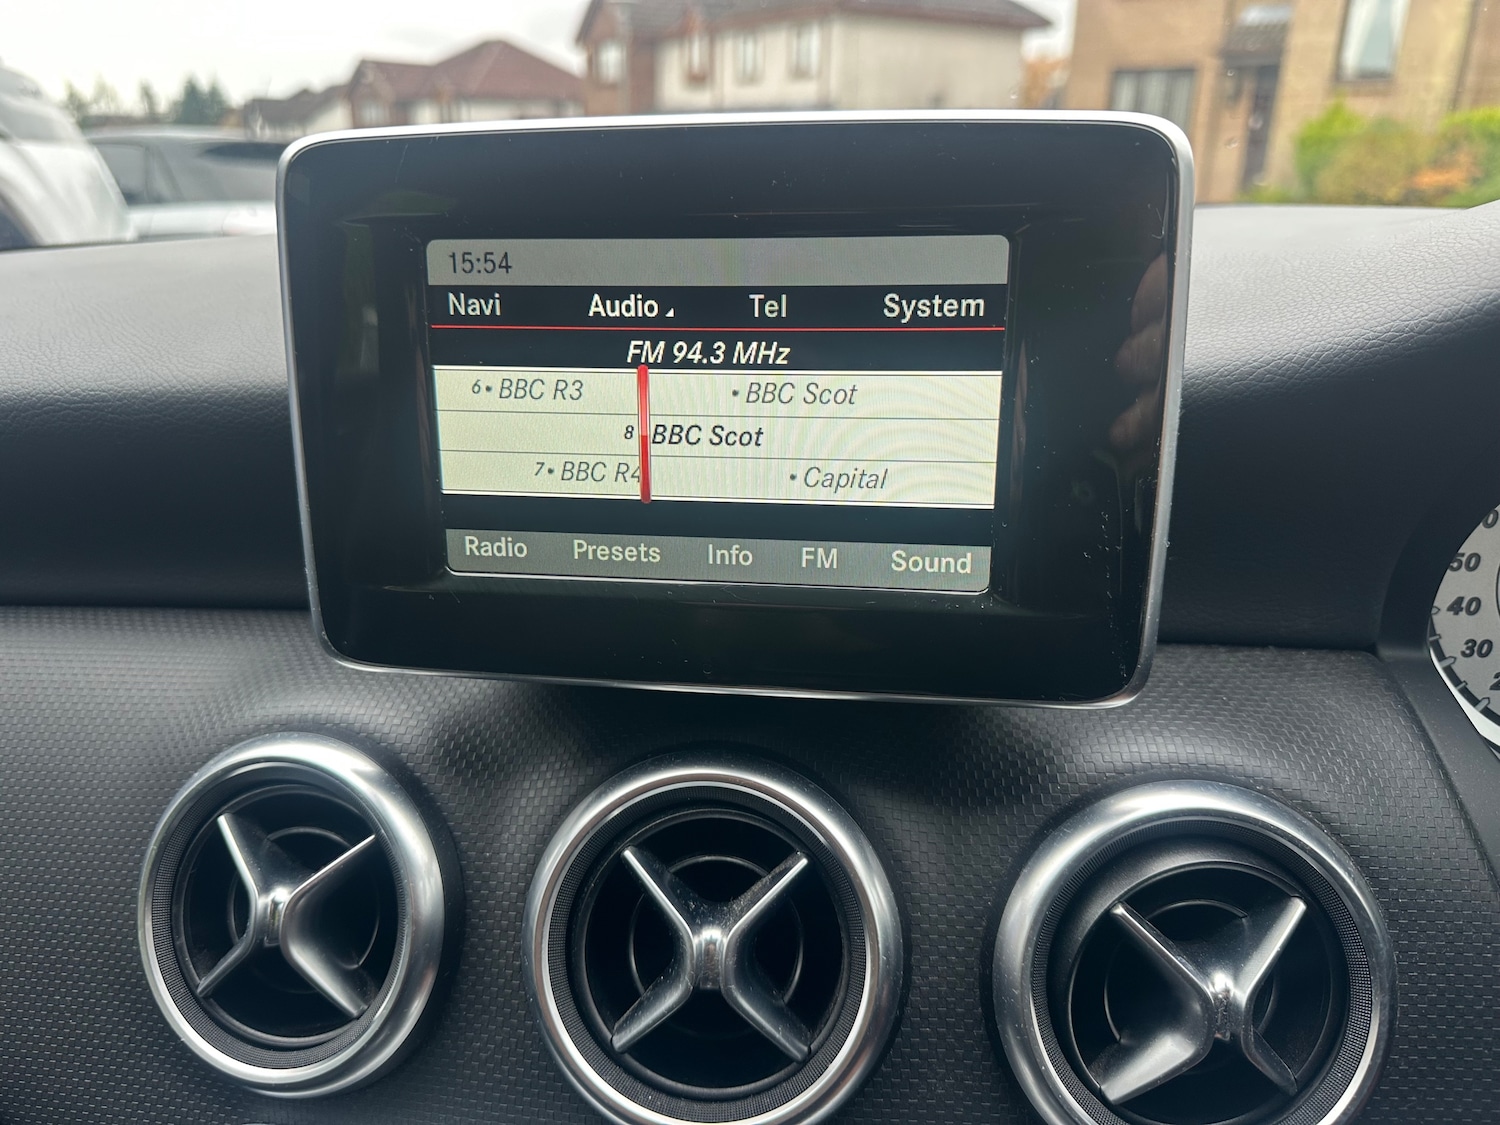 15:54
Navi Audio Tel System
FM 94.3 MHz
6 • BBC R3 • BBC Scot
8 BBC Scot
7 • BBC R4 • Capital
Radio Presets Info FM Sound
50
40
30